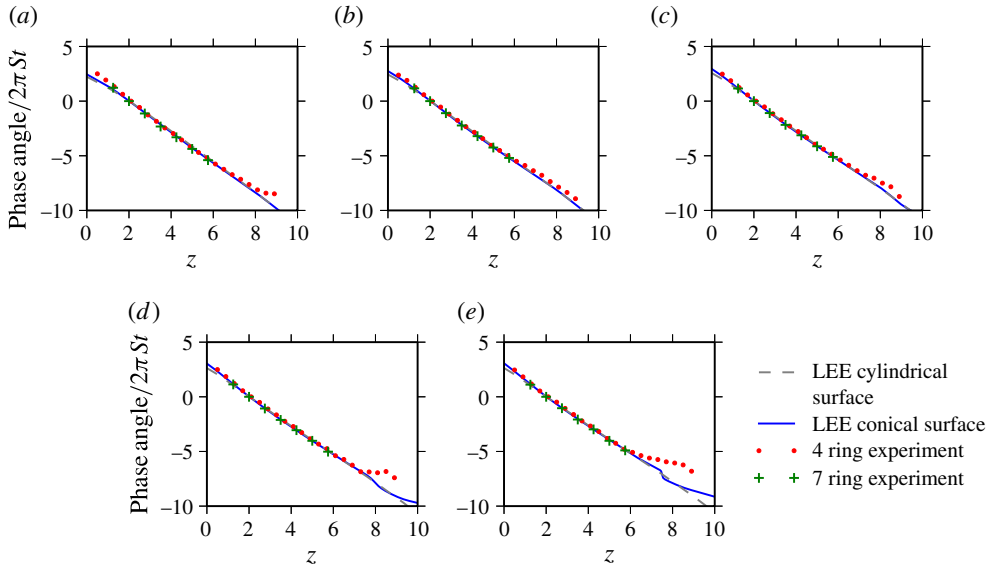 (a)
(b)
(c)
Phase angle/2π St
5
0
−5
−10
0 2 4 6 8 10
z
5
0
−5
−10
0 2 4 6 8 10
z
5
0
−5
−10
0 2 4 6 8 10
z
(d)
(e)
Phase angle/2π St
5
0
−5
−10
0 2 4 6 8 10
z
5
0
−5
−10
0 2 4 6 8 10
z
LEE cylindrical
surface
LEE conical surface
4 ring experiment
7 ring experiment